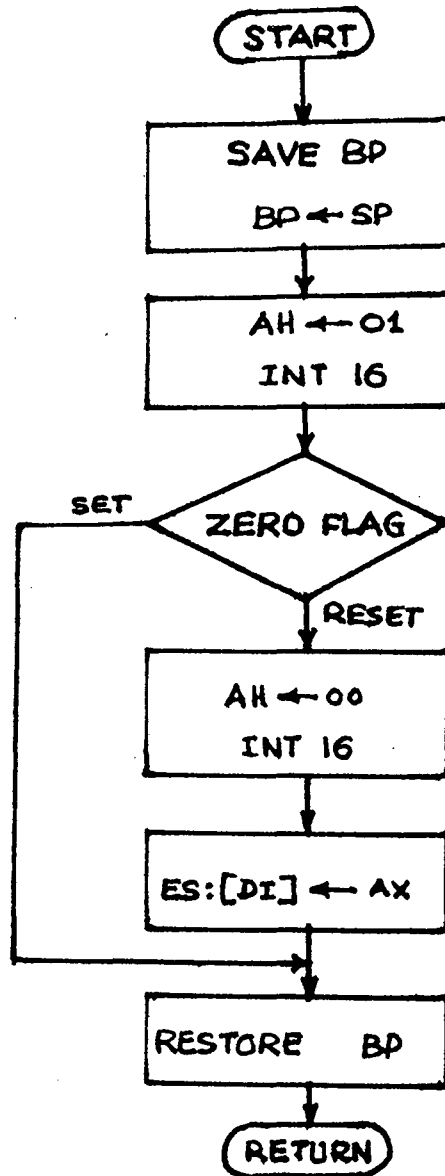 START
SAVE BP
BP ← SP
AH ← 01
INT 16
SET
ZERO FLAG
RESET
AH ← 00
INT 16
ES:[DI] ← AX
RESTORE BP
RETURN